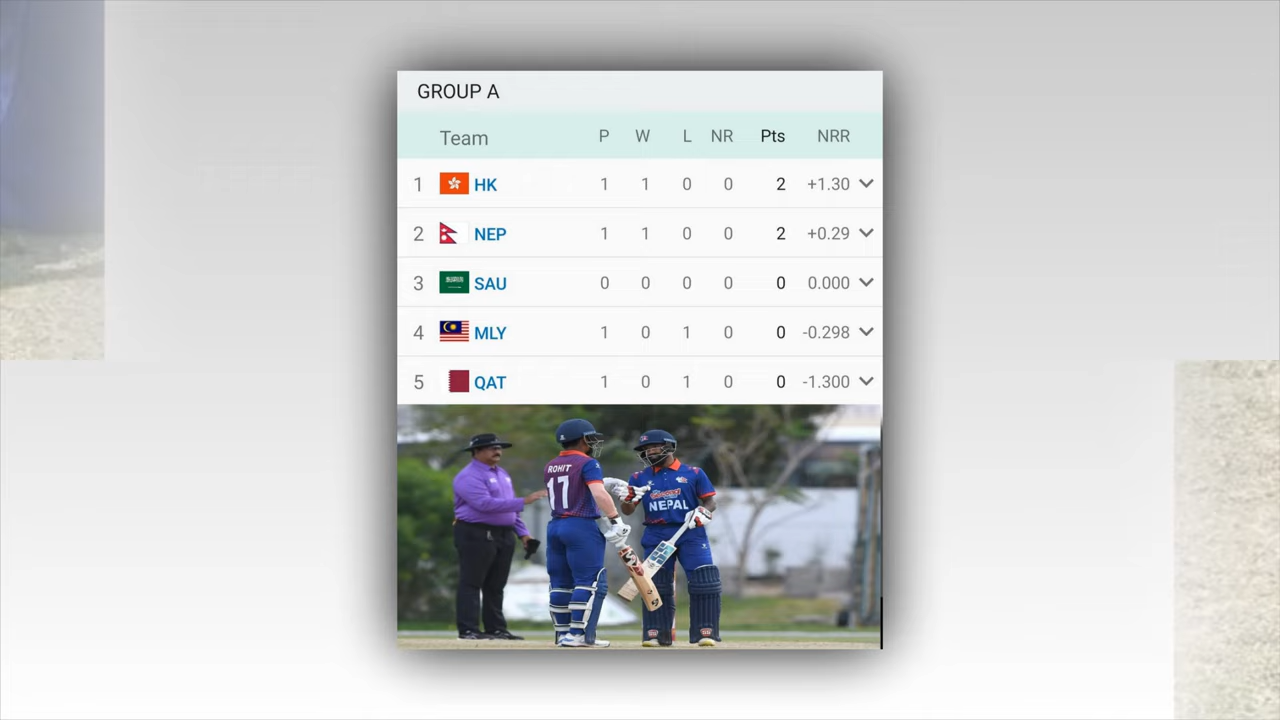 GROUP A
Team P W L NR Pts NRR
1 HK 1 1 0 0 2 +1.30
2 NEP 1 1 0 0 2 +0.29
3 SAU 0 0 0 0 0 0.000
4 MLY 1 0 1 0 0 -0.298
5 QAT 1 0 1 0 0 -1.300
ROHIT
17
NEPAL